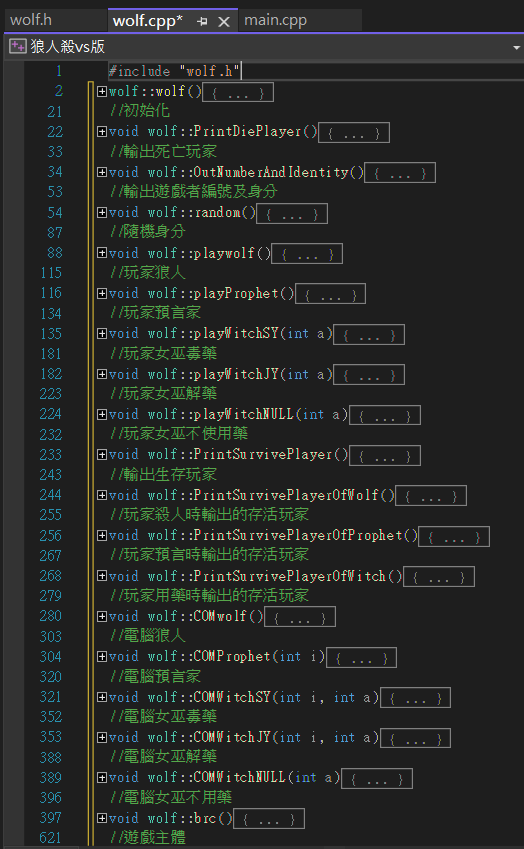 wolf.h wolf.cpp* main.cpp
狼人殺vs版
1 #include "wolf.h"
2 wolf::wolf() { ... }
21 //初始化
22 void wolf::PrintDiePlayer() { ... }
33 //輸出死亡玩家
34 void wolf::OutNumberAndIdentity() { ... }
53 //輸出遊戲者編號及身分
54 void wolf::random() { ... }
87 //隨機身分
88 void wolf::playwolf() { ... }
115 //玩家狼人
116 void wolf::playProphet() { ... }
134 //玩家預言家
135 void wolf::playWitchSY(int a) { ... }
181 //玩家女巫毒藥
182 void wolf::playWitchJY(int a) { ... }
223 //玩家女巫解藥
224 void wolf::playWitchNULL(int a) { ... }
232 //玩家女巫不使用藥
233 void wolf::PrintSurvivePlayer() { ... }
243 //輸出生存玩家
244 void wolf::PrintSurvivePlayerOfWolf() { ... }
255 //玩家殺人時輸出的存活玩家
256 void wolf::PrintSurvivePlayerOfProphet() { ... }
267 //玩家預言時輸出的存活玩家
268 void wolf::PrintSurvivePlayerOfWitch() { ... }
279 //玩家用藥時輸出的存活玩家
280 void wolf::COMwolf() { ... }
303 //電腦狼人
304 void wolf::COMProphet(int i) { ... }
320 //電腦預言家
321 void wolf::COMWitchSY(int i, int a) { ... }
352 //電腦女巫毒藥
353 void wolf::COMWitchJY(int i, int a) { ... }
388 //電腦女巫解藥
389 void wolf::COMWitchNULL(int a) { ... }
396 //電腦女巫不用藥
397 void wolf::brc() { ... }
621 //遊戲主體